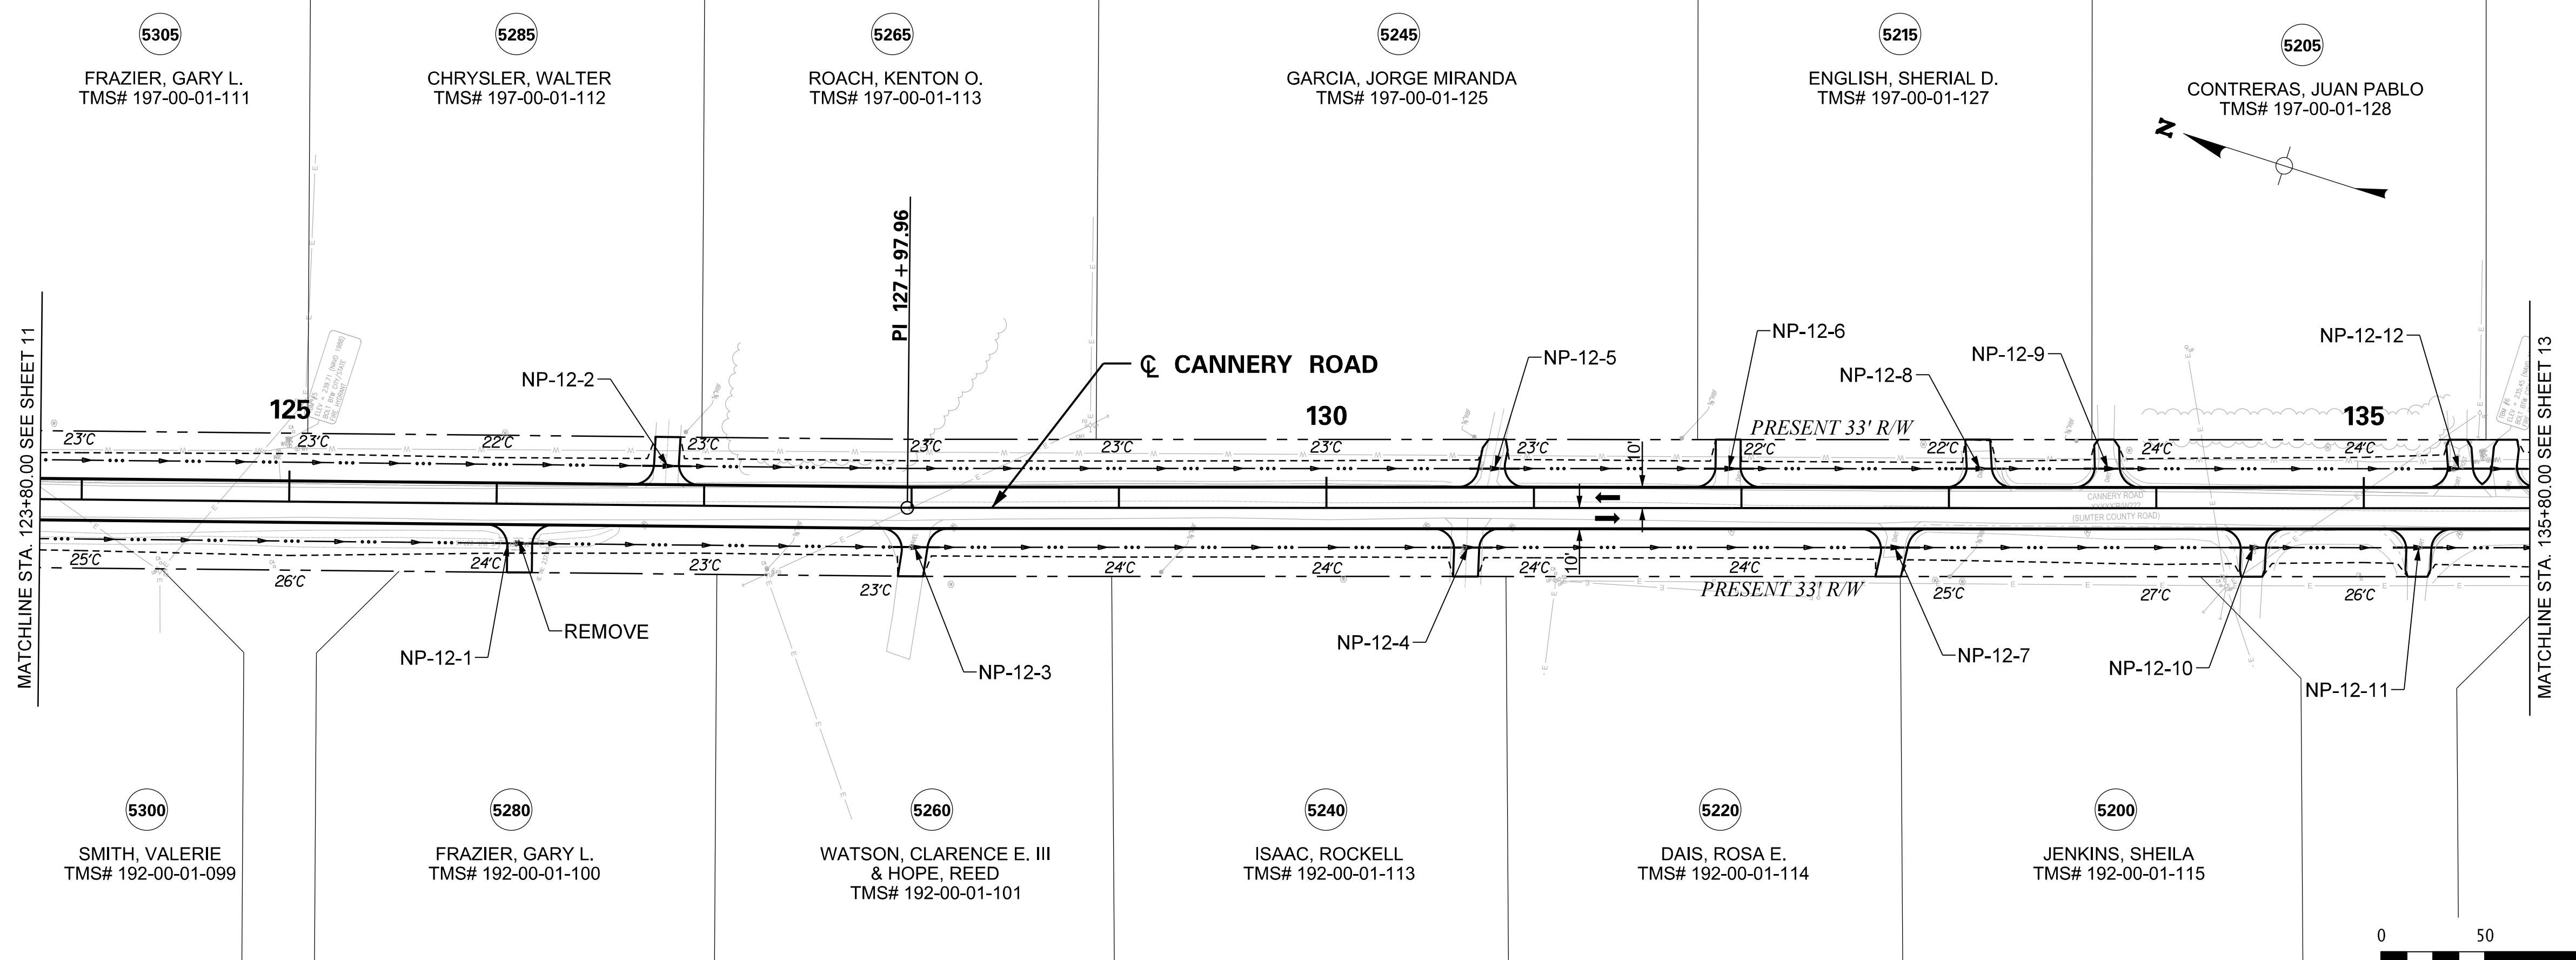 5305
FRAZIER, GARY L.
TMS# 197-00-01-111
5285
CHRYSLER, WALTER
TMS# 197-00-01-112
5265
ROACH, KENTON O.
TMS# 197-00-01-113
5245
GARCIA, JORGE MIRANDA
TMS# 197-00-01-125
5215
ENGLISH, SHERIAL D.
TMS# 197-00-01-127
5205
CONTRERAS, JUAN PABLO
TMS# 197-00-01-128
N
MATCHLINE STA. 123+80.00 SEE SHEET 11
PI 127+97.96
℄ CANNERY ROAD
NP-12-2
NP-12-5
NP-12-6
NP-12-8
NP-12-9
NP-12-12
MATCHLINE STA. 135+80.00 SEE SHEET 13
125
130
135
PRESENT 33' R/W
23'C
23'C
22'C
23'C
23'C
23'C
23'C
23'C
22'C
22'C
24'C
24'C
10'
CANNERY ROAD
(SUMTER COUNTY ROAD)
10'
25'C
26'C
24'C
23'C
23'C
24'C
24'C
24'C
24'C
25'C
27'C
26'C
PRESENT 33' R/W
NP-12-1
REMOVE
NP-12-3
NP-12-4
NP-12-7
NP-12-10
NP-12-11
5300
SMITH, VALERIE
TMS# 192-00-01-099
5280
FRAZIER, GARY L.
TMS# 192-00-01-100
5260
WATSON, CLARENCE E. III
& HOPE, REED
TMS# 192-00-01-101
5240
ISAAC, ROCKELL
TMS# 192-00-01-113
5220
DAIS, ROSA E.
TMS# 192-00-01-114
5200
JENKINS, SHEILA
TMS# 192-00-01-115
0
50